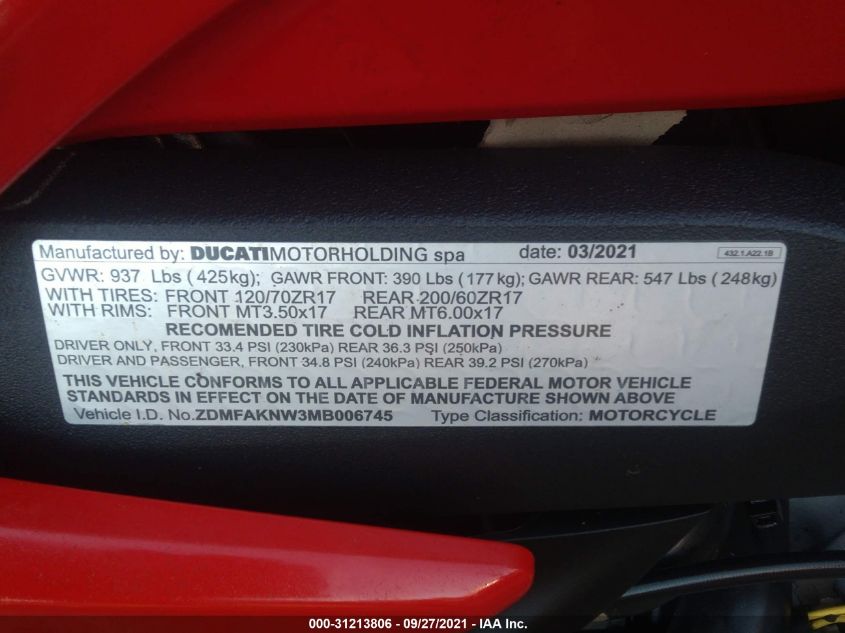 Manufactured by: DUCATIMOTORHOLDING spa date: 03/2021 432.1.A22.1B
GVWR: 937 Lbs (425kg); GAWR FRONT: 390 Lbs (177kg); GAWR REAR: 547 Lbs (248kg)
WITH TIRES: FRONT 120/70ZR17 REAR 200/60ZR17
WITH RIMS: FRONT MT3.50x17 REAR MT6.00x17
RECOMENDED TIRE COLD INFLATION PRESSURE
DRIVER ONLY, FRONT 33.4 PSI (230kPa) REAR 36.3 PSI (250kPa)
DRIVER AND PASSENGER, FRONT 34.8 PSI (240kPa) REAR 39.2 PSI (270kPa)
THIS VEHICLE CONFORMS TO ALL APPLICABLE FEDERAL MOTOR VEHICLE
STANDARDS IN EFFECT ON THE DATE OF MANUFACTURE SHOWN ABOVE
Vehicle I.D. No.ZDMFAKNW3MB006745 Type Classification: MOTORCYCLE
000-31213806 - 09/27/2021 - IAA Inc.